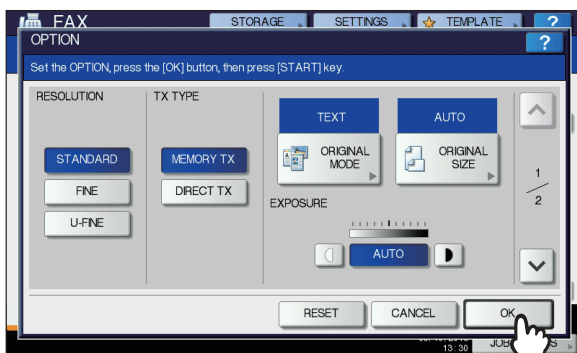 FAX
STORAGE
SETTINGS
TEMPLATE
?
OPTION
?
Set the OPTION, press the [OK] button, then press [START] key.
RESOLUTION
TX TYPE
TEXT
AUTO
STANDARD
MEMORY TX
ORIGINAL
MODE
ORIGINAL
SIZE
FINE
DIRECT TX
1
2
U-FINE
EXPOSURE
AUTO
RESET
CANCEL
OK
13:30